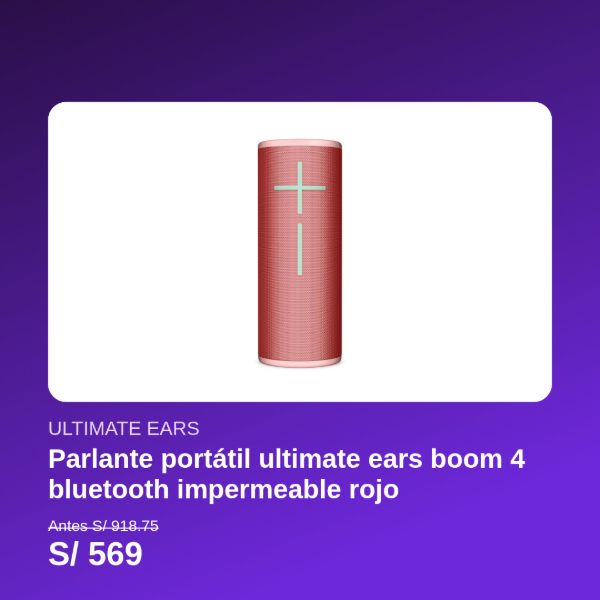 ULTIMATE EARS
Parlante portátil ultimate ears boom 4
bluetooth impermeable rojo
Antes S/ 918.75
S/ 569